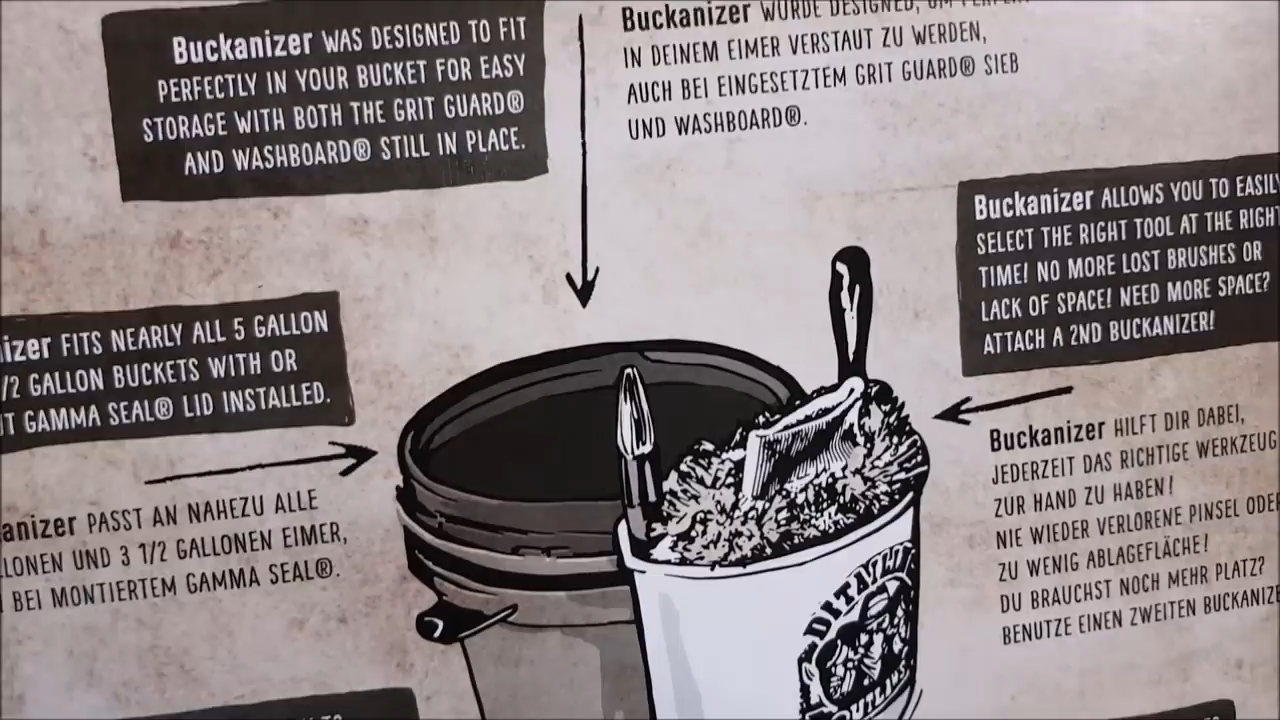 Buckanizer WAS DESIGNED TO FIT
PERFECTLY IN YOUR BUCKET FOR EASY
STORAGE WITH BOTH THE GRIT GUARD®
AND WASHBOARD® STILL IN PLACE.
Buckanizer WURDE DESIGNED, UM
IN DEINEM EIMER VERSTAUT ZU WERDEN,
AUCH BEI EINGESETZTEM GRIT GUARD® SIEB
UND WASHBOARD®.
Buckanizer ALLOWS YOU TO EASILY
SELECT THE RIGHT TOOL AT THE RIGHT
TIME! NO MORE LOST BRUSHES OR
LACK OF SPACE! NEED MORE SPACE?
ATTACH A 2ND BUCKANIZER!
izer FITS NEARLY ALL 5 GALLON
/2 GALLON BUCKETS WITH OR
UT GAMMA SEAL® LID INSTALLED.
anizer PASST AN NAHEZU ALLE
LLONEN UND 3 1/2 GALLONEN EIMER,
BEI MONTIERTEM GAMMA SEAL®.
Buckanizer HILFT DIR DABEI,
JEDERZEIT DAS RICHTIGE WERKZEUG
ZUR HAND ZU HABEN!
NIE WIEDER VERLORENE PINSEL ODER
ZU WENIG ABLAGEFLÄCHE!
DU BRAUCHST NOCH MEHR PLATZ?
BENUTZE EINEN ZWEITEN BUCKANIZE